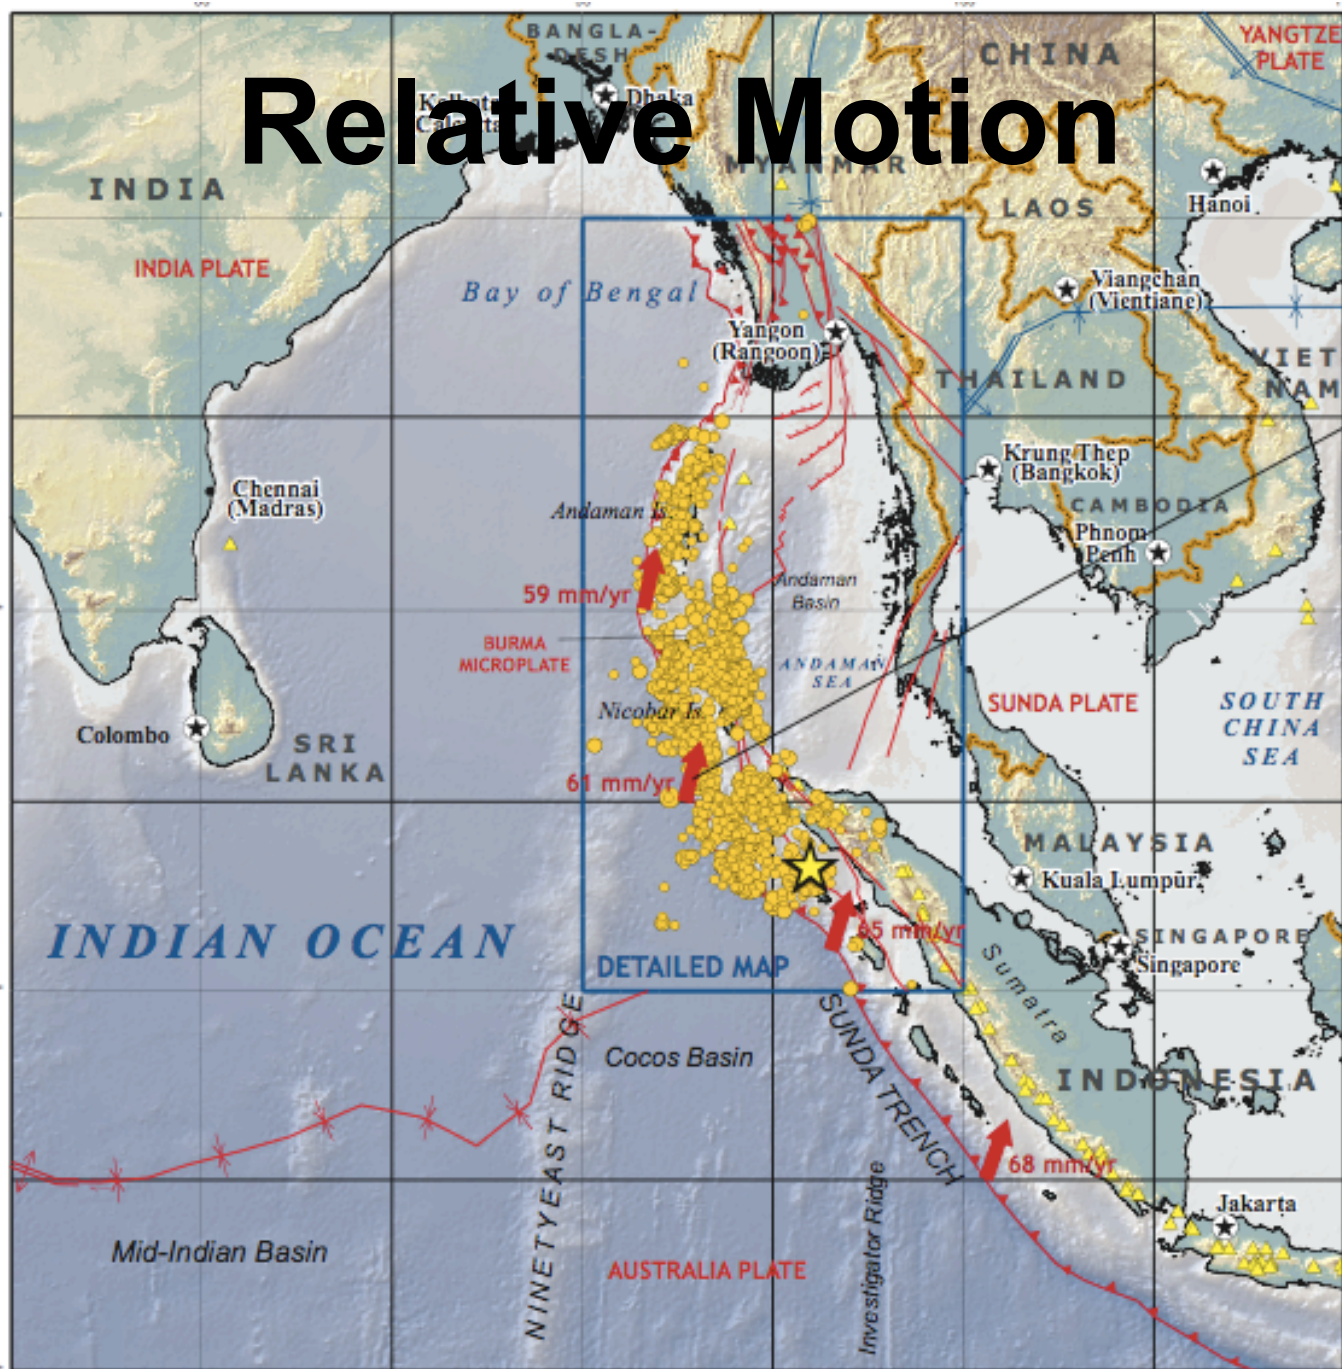 Relative Motion
BANGLA-
DESH
CHINA
YANGTZE
PLATE
Kolkata
Calcutta
Dhaka
MYANMAR
INDIA
LAOS
Hanoi
INDIA PLATE
Bay of Bengal
Viangchan
(Vientiane)
Yangon
(Rangoon)
THAILAND
VIET
NAM
Krung Thep
(Bangkok)
Chennai
(Madras)
Andaman Is.
CAMBODIA
Phnom
Penh
Andaman
Basin
59 mm/yr
BURMA
MICROPLATE
ANDAMAN
SEA
SUNDA PLATE
SOUTH
CHINA
SEA
Nicobar Is.
Colombo
SRI
LANKA
61 mm/yr
MALAYSIA
Kuala Lumpur
INDIAN OCEAN
65 mm/yr
SINGAPORE
Singapore
DETAILED MAP
Sumatra
SUNDA TRENCH
Cocos Basin
NINETYEAST RIDGE
INDONESIA
68 mm/yr
Jakarta
Mid-Indian Basin
AUSTRALIA PLATE
Investigator Ridge